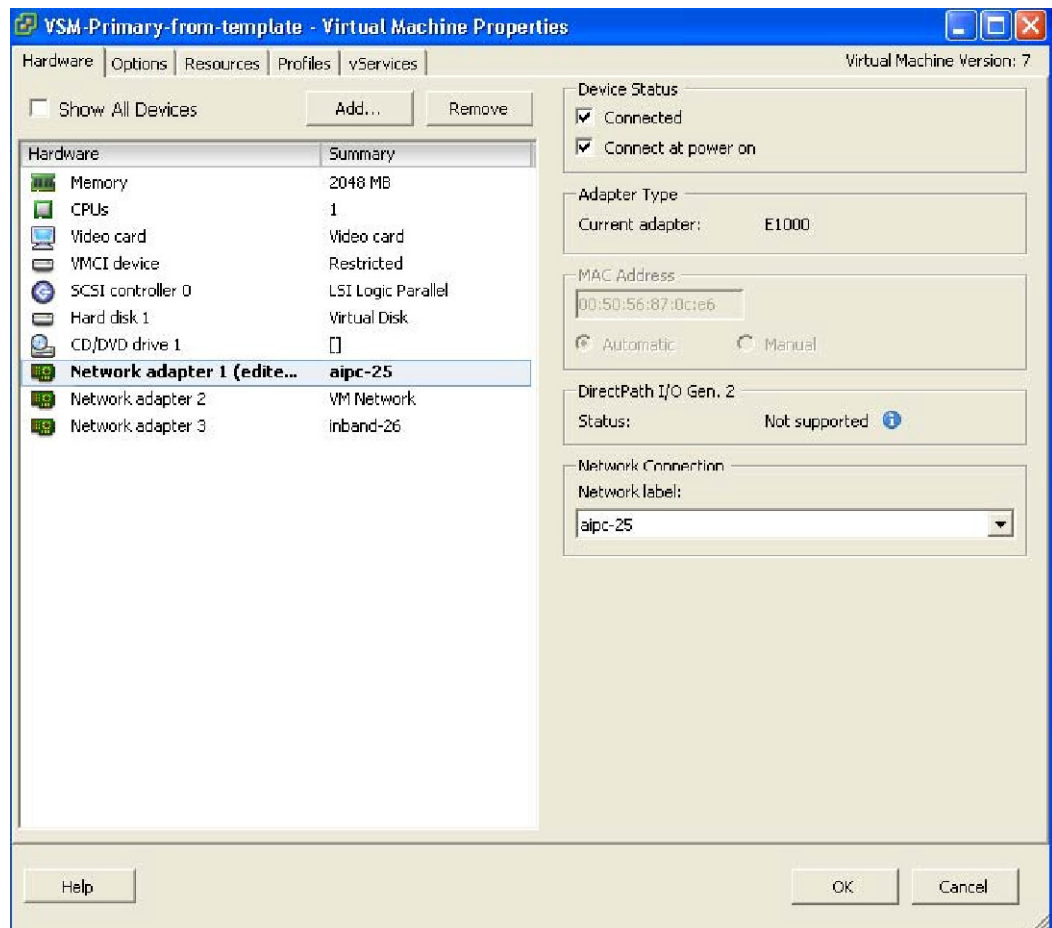 VSM-Primary-from-template - Virtual Machine Properties
Hardware Options Resources Profiles vServices Virtual Machine Version: 7
Show All Devices Add... Remove
Hardware Summary
Memory 2048 MB
CPUs 1
Video card Video card
VMCI device Restricted
SCSI controller 0 LSI Logic Parallel
Hard disk 1 Virtual Disk
CD/DVD drive 1 []
Network adapter 1 (edite... aipc-25
Network adapter 2 VM Network
Network adapter 3 inband-26
Device Status
Connected
Connect at power on
Adapter Type
Current adapter: E1000
MAC Address
00:50:56:87:0c:e6
Automatic Manual
DirectPath I/O Gen. 2
Status: Not supported
Network Connection
Network label:
aipc-25
Help OK Cancel